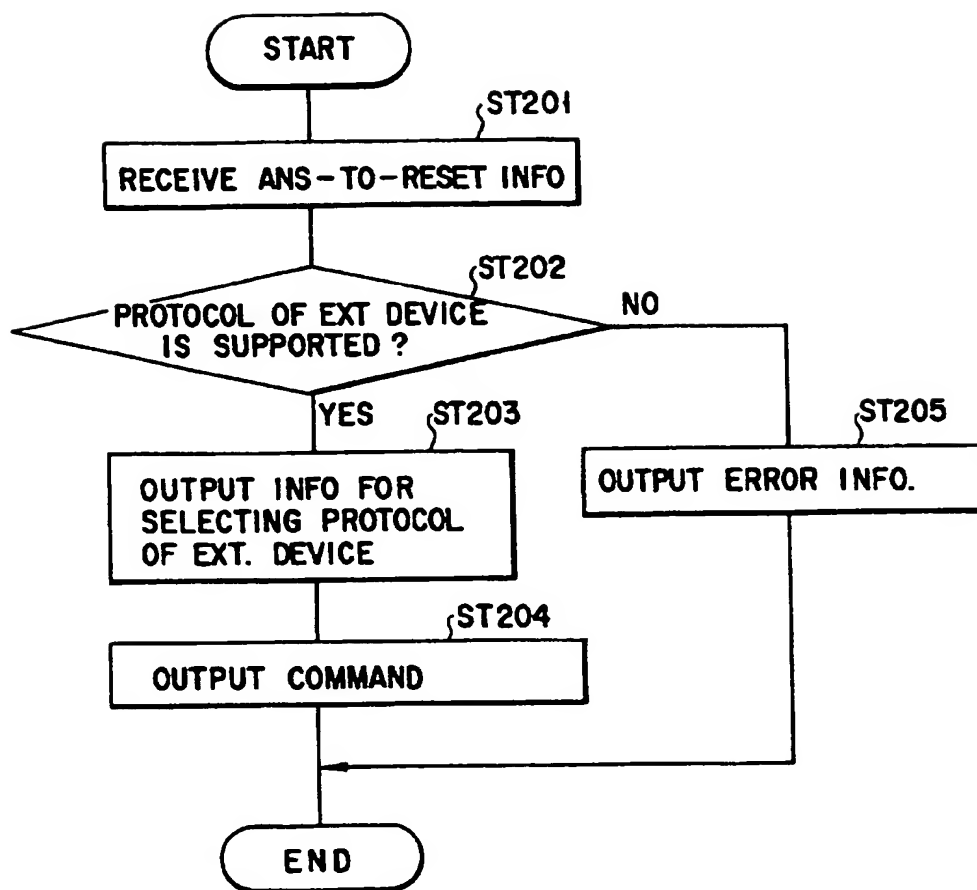 START
ST201
RECEIVE ANS-TO-RESET INFO
ST202
PROTOCOL OF EXT DEVICE
IS SUPPORTED ?
NO
YES
ST203
OUTPUT INFO FOR
SELECTING PROTOCOL
OF EXT. DEVICE
ST205
OUTPUT ERROR INFO.
ST204
OUTPUT COMMAND
END